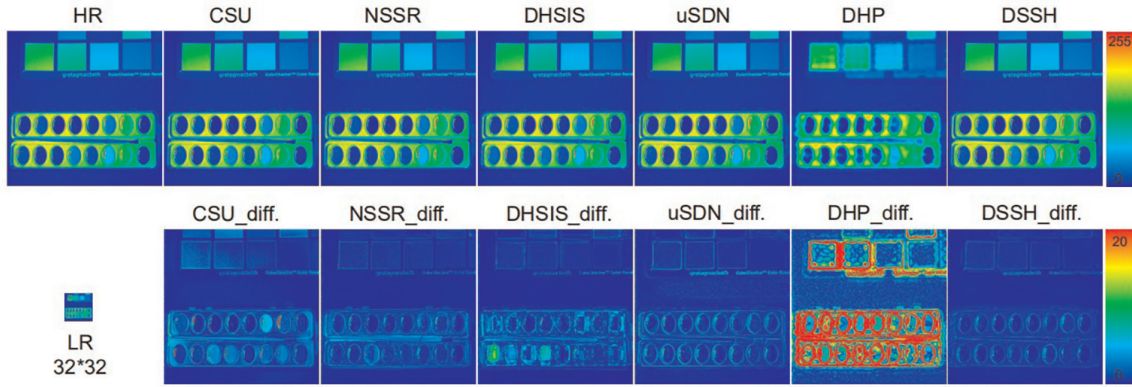 HR CSU NSSR DHSIS uSDN DHP DSSH
255
0
CSU_diff. NSSR_diff. DHSIS_diff. uSDN_diff. DHP_diff. DSSH_diff.
20
0
LR
32*32